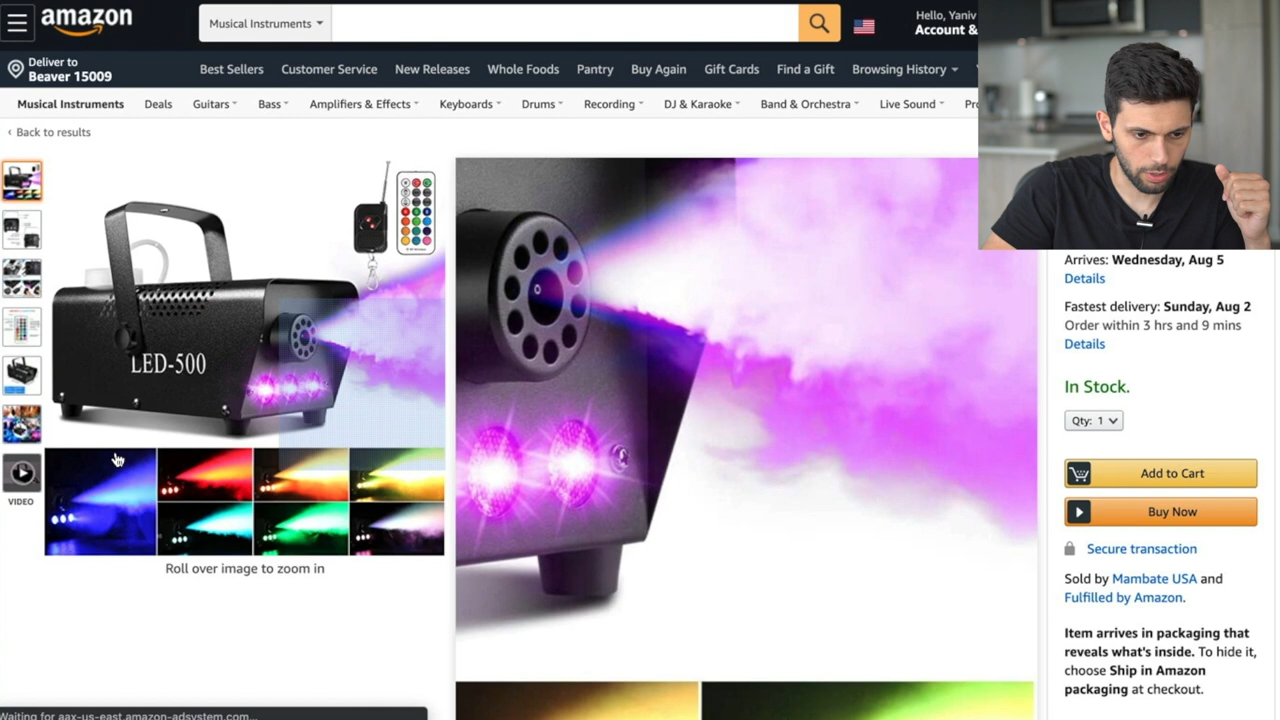 amazon
Musical Instruments
Hello, Yaniv
Account &
Deliver to
Beaver 15009
Best Sellers
Customer Service
New Releases
Whole Foods
Pantry
Buy Again
Gift Cards
Find a Gift
Browsing History
Musical Instruments
Deals
Guitars
Bass
Amplifiers & Effects
Keyboards
Drums
Recording
DJ & Karaoke
Band & Orchestra
Live Sound
Pro
‹ Back to results
LED-500
VIDEO
Roll over image to zoom in
Arrives: Wednesday, Aug 5
Details
Fastest delivery: Sunday, Aug 2
Order within 3 hrs and 9 mins
Details
In Stock.
Qty: 1
Add to Cart
Buy Now
Secure transaction
Sold by Mambate USA and
Fulfilled by Amazon.
Item arrives in packaging that
reveals what's inside. To hide it,
choose Ship in Amazon
packaging at checkout.
Waiting for aax-us-east.amazon-adsystem.com...